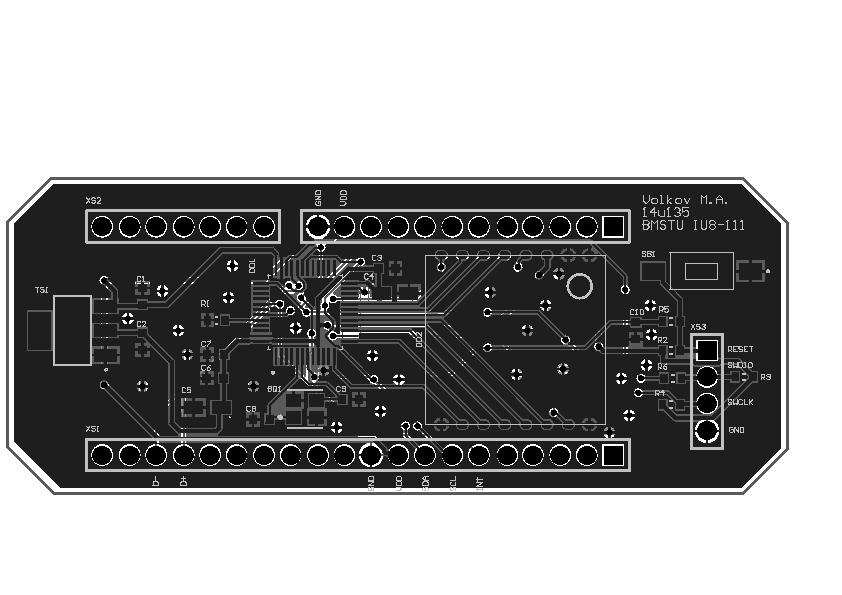 GND
VDD
XS2
Volkov M.A.
14u135
BMSTU IU8-111
DD1
C3
SB1
C4
TS1
C1
R1
C10
R5
XS3
R2
DD2
R2
RESET
C7
SWDIO
C6
R6
R3
BQ1
C5
C9
R4
SWCLK
C8
XS1
GND
D-
D+
GND
VDD
SDA
SCL
INT